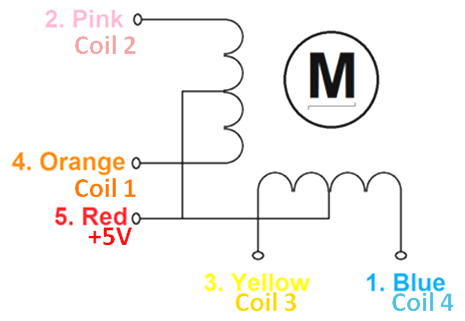 2. Pink
Coil 2
M
4. Orange
Coil 1
5. Red
+5V
3. Yellow
Coil 3
1. Blue
Coil 4